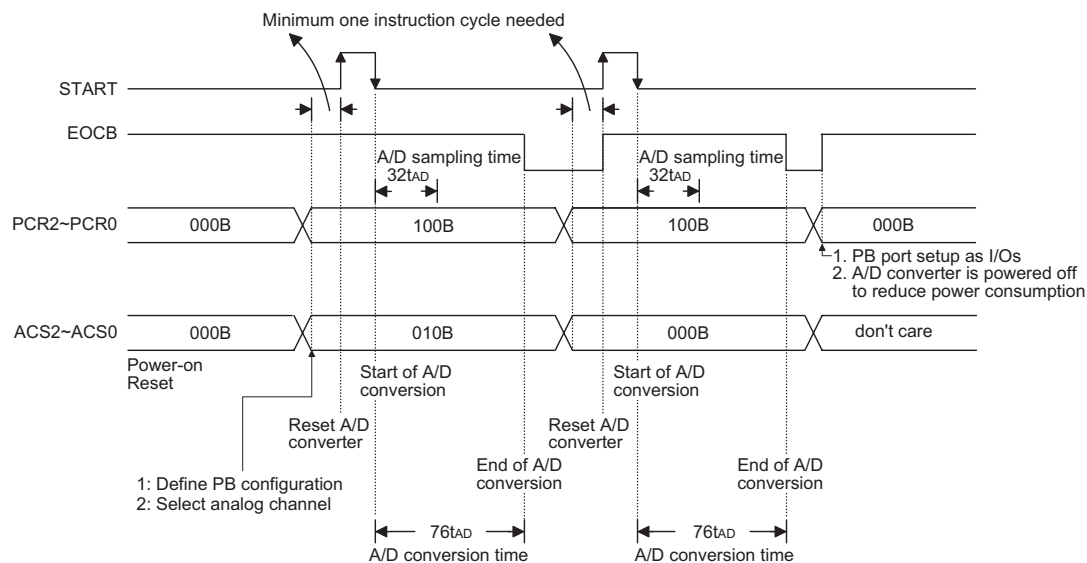 Minimum one instruction cycle needed
START
EOCB
A/D sampling time
32tAD
A/D sampling time
32tAD
PCR2~PCR0
000B
100B
100B
000B
1. PB port setup as I/Os
2. A/D converter is powered off
to reduce power consumption
ACS2~ACS0
000B
010B
000B
don't care
Power-on
Reset
Start of A/D
conversion
Start of A/D
conversion
Reset A/D
converter
Reset A/D
converter
End of A/D
conversion
End of A/D
conversion
1: Define PB configuration
2: Select analog channel
76tAD
A/D conversion time
76tAD
A/D conversion time